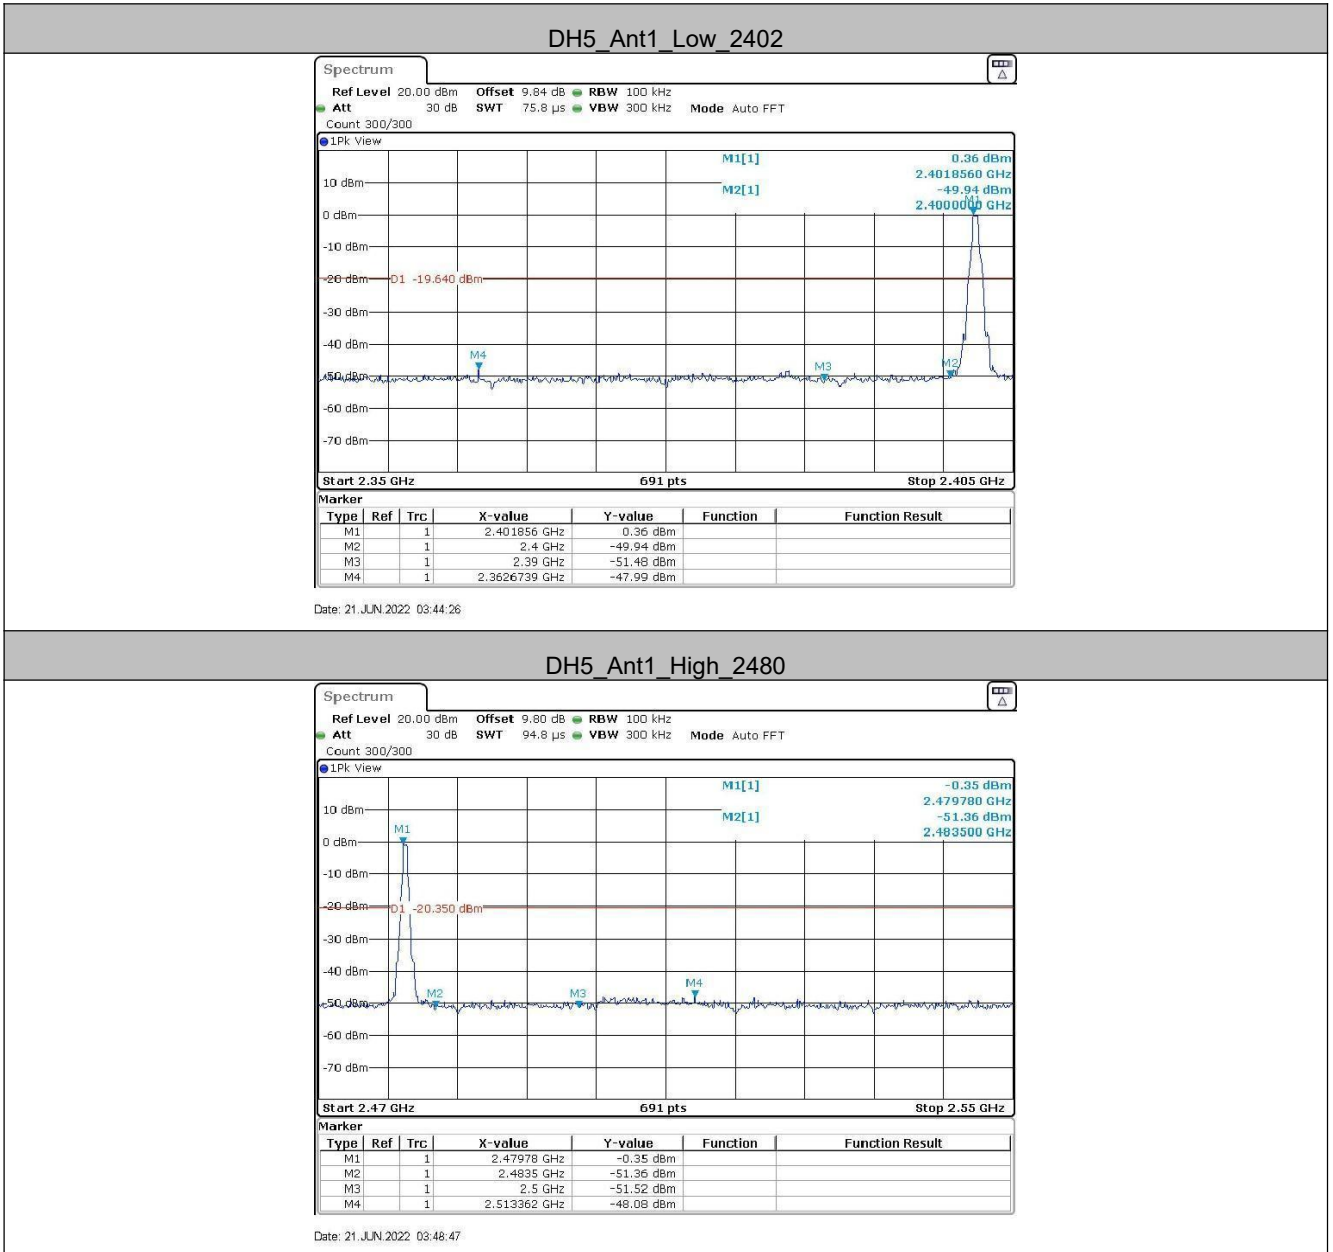 DH5_Ant1_Low_2402
Spectrum
Ref Level 20.00 dBm Offset 9.84 dB RBW 100 kHz
Att 30 dB SWT 75.8 µs VBW 300 kHz Mode Auto FFT
Count 300/300
1Pk View
M1[1] 0.36 dBm
2.4018560 GHz
M2[1] -49.94 dBm
2.4000000 GHz
M1
10 dBm
0 dBm
-10 dBm
-20 dBm
D1 -19.640 dBm
-30 dBm
-40 dBm
M4
M3
M2
-50 dBm
-60 dBm
-70 dBm
Start 2.35 GHz 691 pts Stop 2.405 GHz
Marker
Type Ref Trc X-value Y-value Function Function Result
M1 1 2.401856 GHz 0.36 dBm
M2 1 2.4 GHz -49.94 dBm
M3 1 2.39 GHz -51.48 dBm
M4 1 2.3626739 GHz -47.99 dBm
Date: 21.JUN.2022 03:44:26
DH5_Ant1_High_2480
Spectrum
Ref Level 20.00 dBm Offset 9.80 dB RBW 100 kHz
Att 30 dB SWT 94.8 µs VBW 300 kHz Mode Auto FFT
Count 300/300
1Pk View
M1[1] -0.35 dBm
2.479780 GHz
M2[1] -51.36 dBm
2.483500 GHz
10 dBm
M1
0 dBm
-10 dBm
-20 dBm
D1 -20.350 dBm
-30 dBm
-40 dBm
M2
M3
M4
-50 dBm
-60 dBm
-70 dBm
Start 2.47 GHz 691 pts Stop 2.55 GHz
Marker
Type Ref Trc X-value Y-value Function Function Result
M1 1 2.47978 GHz -0.35 dBm
M2 1 2.4835 GHz -51.36 dBm
M3 1 2.5 GHz -51.52 dBm
M4 1 2.513362 GHz -48.08 dBm
Date: 21.JUN.2022 03:48:47